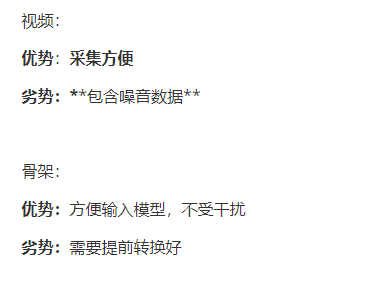 视频：
优势：采集方便
劣势：**包含噪音数据**
骨架：
优势：方便输入模型，不受干扰
劣势：需要提前转换好